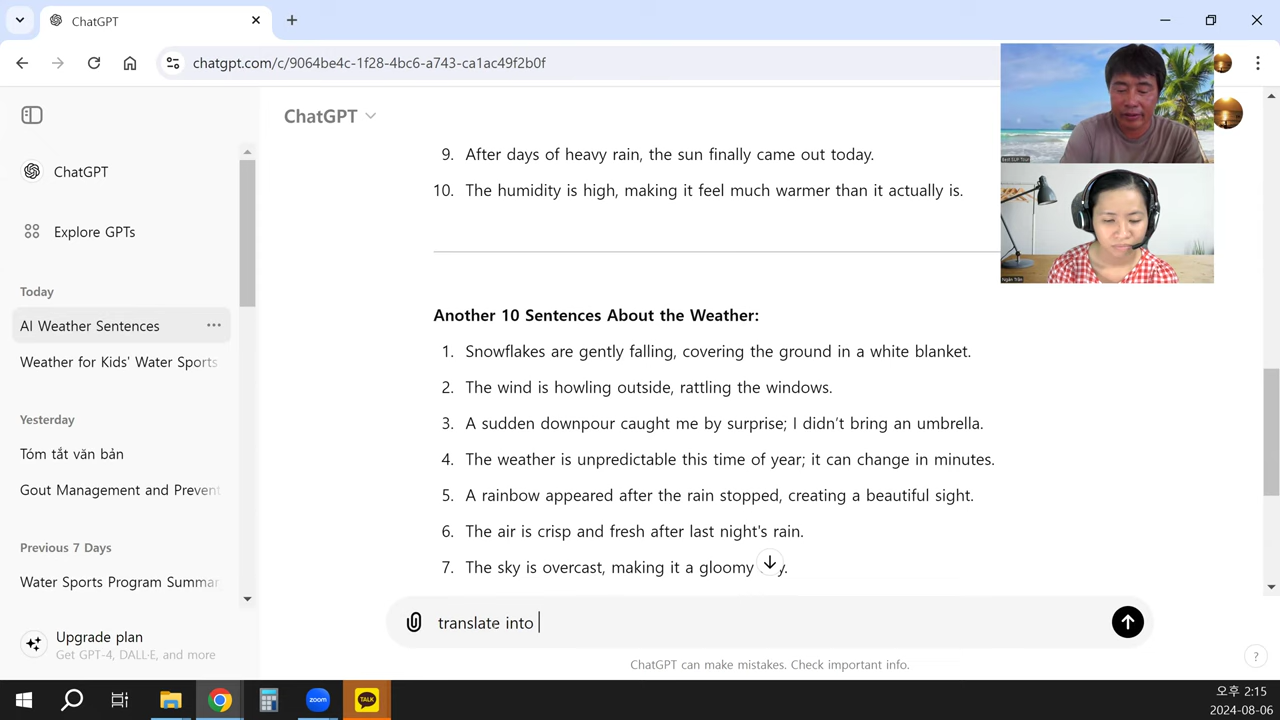 ChatGPT
chatgpt.com/c/9064be4c-1f28-4bc6-a743-ca1ac49f2b0f
ChatGPT
Explore GPTs
Today
AI Weather Sentences
Weather for Kids' Water Sports
Yesterday
Tóm tắt văn bản
Gout Management and Prevent
Previous 7 Days
Water Sports Program Summar
Upgrade plan
Get GPT-4, DALL·E, and more
ChatGPT
9. After days of heavy rain, the sun finally came out today.
10. The humidity is high, making it feel much warmer than it actually is.
Another 10 Sentences About the Weather:
1. Snowflakes are gently falling, covering the ground in a white blanket.
2. The wind is howling outside, rattling the windows.
3. A sudden downpour caught me by surprise; I didn't bring an umbrella.
4. The weather is unpredictable this time of year; it can change in minutes.
5. A rainbow appeared after the rain stopped, creating a beautiful sight.
6. The air is crisp and fresh after last night's rain.
7. The sky is overcast, making it a gloomy
translate into
ChatGPT can make mistakes. Check important info.
?
Ngân Trần
zoom
TALK
오후 2:15
2024-08-06